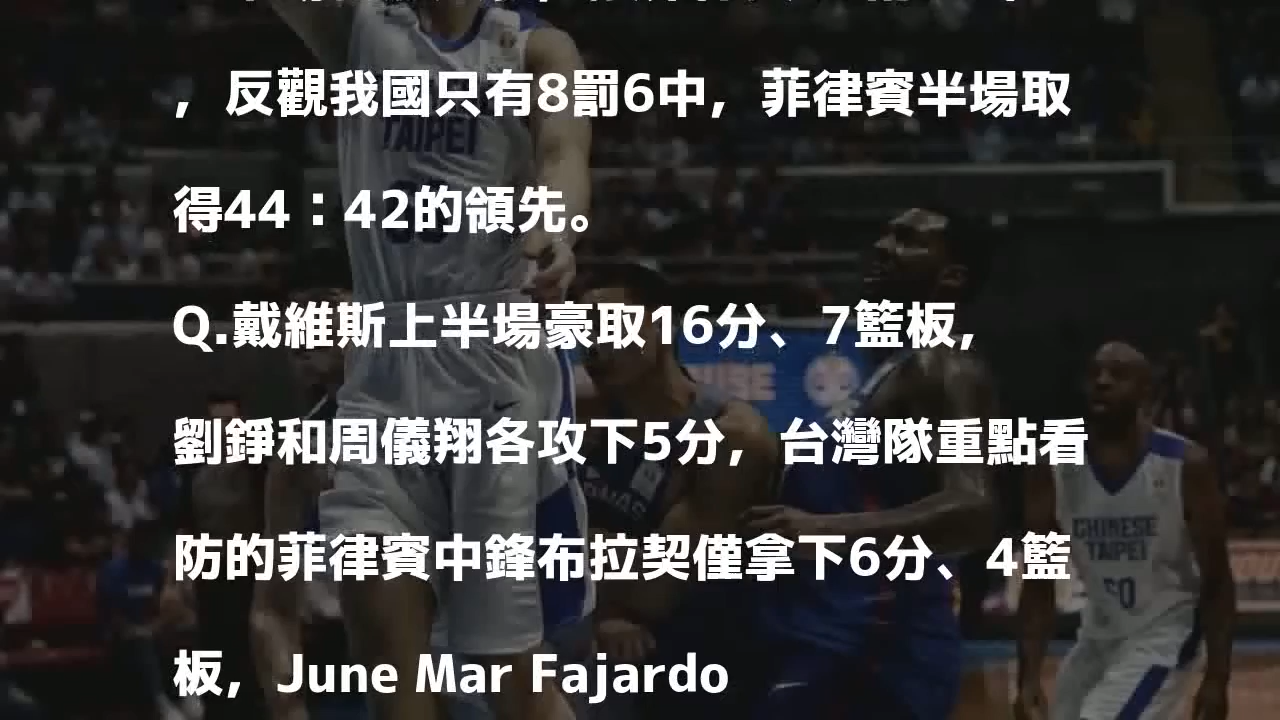 ，反觀我國只有8罰6中，菲律賓半場取
得44：42的領先。
Q.戴維斯上半場豪取16分、7籃板，
劉錚和周儀翔各攻下5分，台灣隊重點看
防的菲律賓中鋒布拉契僅拿下6分、4籃
板，June Mar Fajardo
TAIPEI
CHINESE
TAIPEI
50